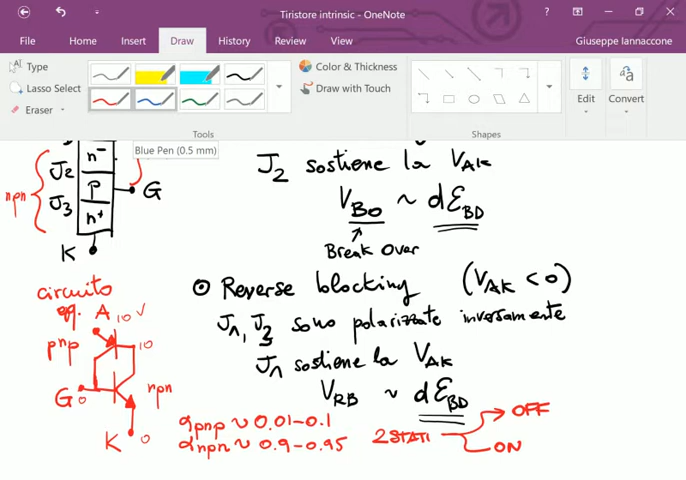 Tiristore intrinsic - OneNote
File Home Insert Draw History Review View Giuseppe Iannaccone
Type
Lasso Select
Eraser
Color & Thickness
Draw with Touch
Edit
Convert
Tools
Shapes
Blue Pen (0.5 mm)
J2 n-
npn
p G
J3
n+
K
J2 sostiene la VAK
VBO ~ dEBD
Break Over
Reverse blocking (VAK < 0)
J1, J3 sono polarizzate inversamente
J1 sostiene la VAK
VRB ~ dEBD
circuito
eq. A 10 V
pnp 10
G 0 npn
K 0
αpnp ~ 0.01-0.1
αnpn ~ 0.9-0.95
2 STATI
OFF
ON